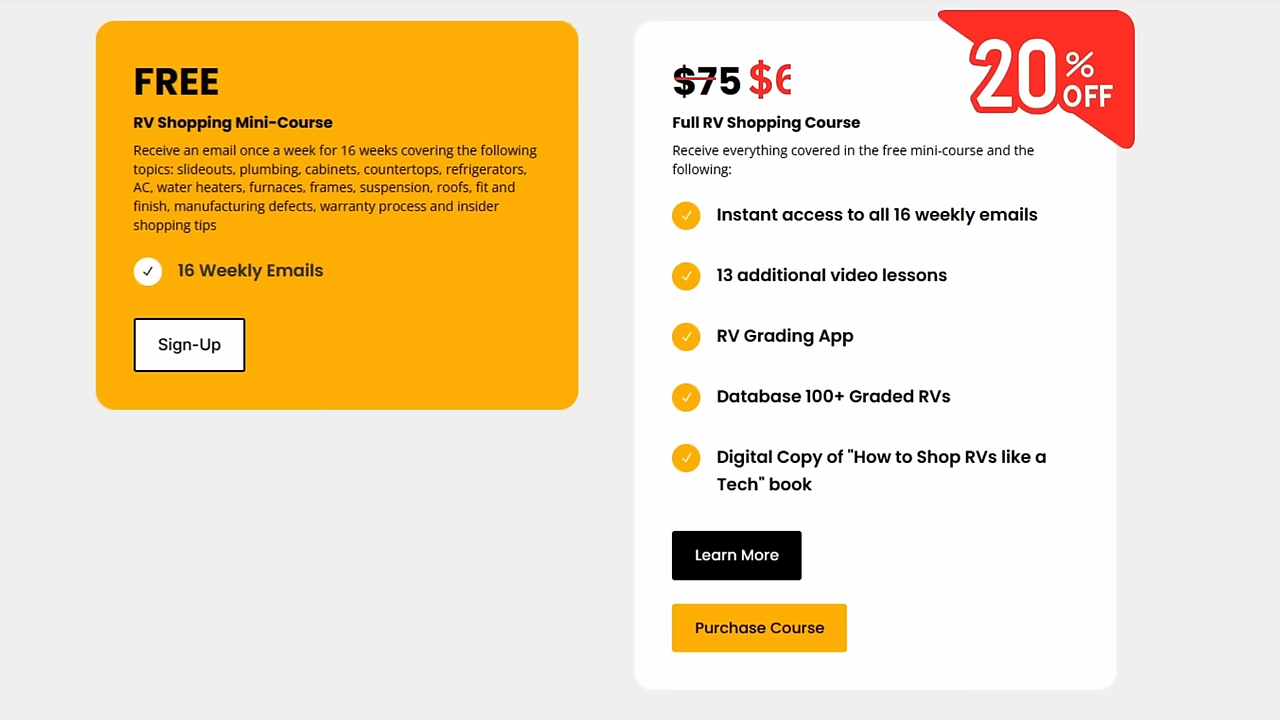 FREE
RV Shopping Mini-Course
Receive an email once a week for 16 weeks covering the following
topics: slideouts, plumbing, cabinets, countertops, refrigerators,
AC, water heaters, furnaces, frames, suspension, roofs, fit and
finish, manufacturing defects, warranty process and insider
shopping tips
16 Weekly Emails
Sign-Up
$75
20% OFF
Full RV Shopping Course
Receive everything covered in the free mini-course and the
following:
Instant access to all 16 weekly emails
13 additional video lessons
RV Grading App
Database 100+ Graded RVs
Digital Copy of "How to Shop RVs like a
Tech" book
Learn More
Purchase Course